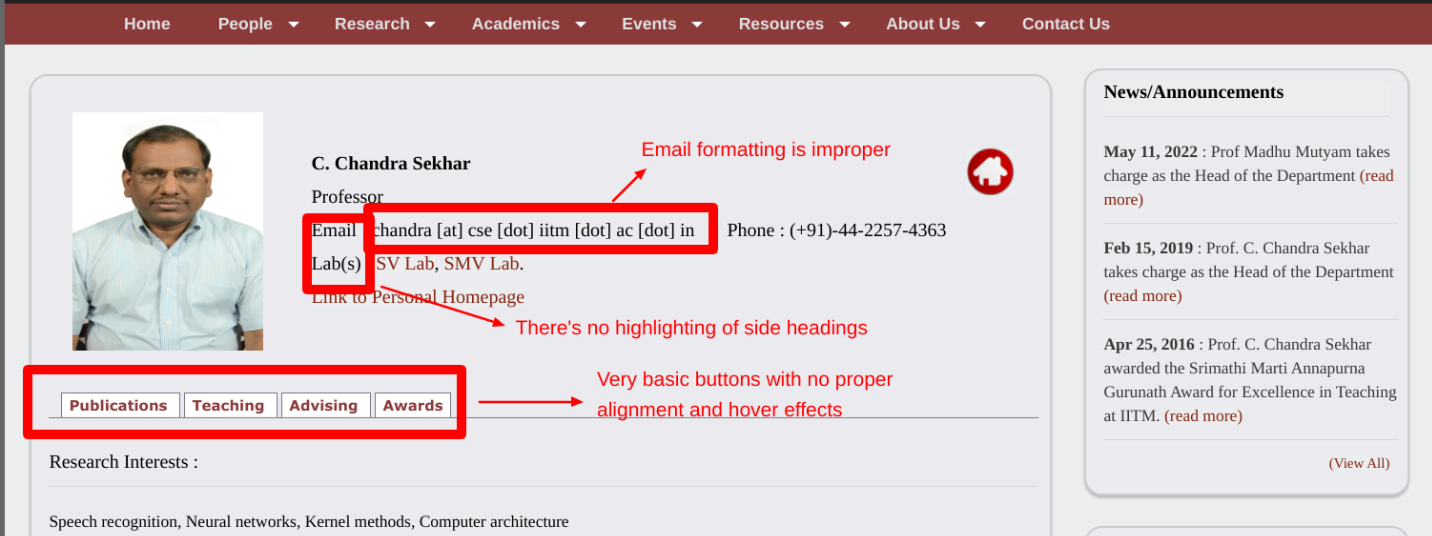 Home People Research Academics Events Resources About Us Contact Us
C. Chandra Sekhar
Professor
Email chandra [at] cse [dot] iitm [dot] ac [dot] in Phone : (+91)-44-2257-4363
Lab(s) SV Lab, SMV Lab.
Link to Personal Homepage
Email formatting is improper
There's no highlighting of side headings
Very basic buttons with no proper
alignment and hover effects
Publications Teaching Advising Awards
Research Interests :
Speech recognition, Neural networks, Kernel methods, Computer architecture
News/Announcements
May 11, 2022 : Prof Madhu Mutyam takes
charge as the Head of the Department (read
more)
Feb 15, 2019 : Prof. C. Chandra Sekhar
takes charge as the Head of the Department
(read more)
Apr 25, 2016 : Prof. C. Chandra Sekhar
awarded the Srimathi Marti Annapurna
Gurunath Award for Excellence in Teaching
at IITM. (read more)
(View All)